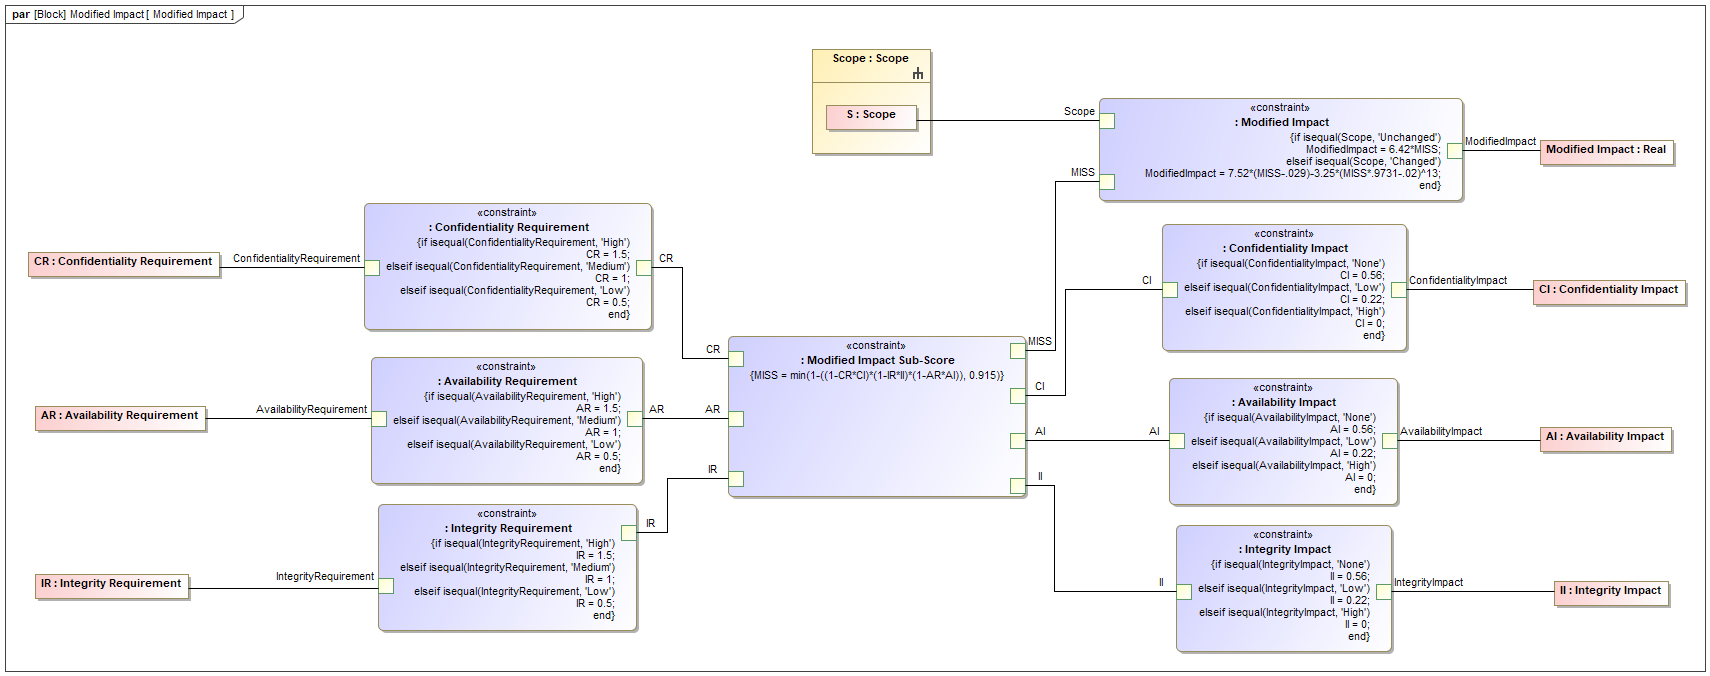 par [Block] Modified Impact [ Modified Impact ]
Scope : Scope
S : Scope
Scope
MISS
«constraint»
: Modified Impact
{if isequal(Scope, 'Unchanged')
ModifiedImpact = 6.42*MISS;
elseif isequal(Scope, 'Changed')
ModifiedImpact = 7.52*(MISS-.029)-3.25*(MISS*.9731-.02)^13;
end}
ModifiedImpact
Modified Impact : Real
CR : Confidentiality Requirement
ConfidentialityRequirement
«constraint»
: Confidentiality Requirement
{if isequal(ConfidentialityRequirement, 'High')
CR = 1.5;
elseif isequal(ConfidentialityRequirement, 'Medium')
CR = 1;
elseif isequal(ConfidentialityRequirement, 'Low')
CR = 0.5;
end}
CR
CI
«constraint»
: Confidentiality Impact
{if isequal(ConfidentialityImpact, 'None')
CI = 0.56;
elseif isequal(ConfidentialityImpact, 'Low')
CI = 0.22;
elseif isequal(ConfidentialityImpact, 'High')
CI = 0;
end}
ConfidentialityImpact
CI : Confidentiality Impact
CR
AR
IR
«constraint»
: Modified Impact Sub-Score
{MISS = min(1-((1-CR*CI)*(1-IR*II)*(1-AR*AI)), 0.915)}
MISS
CI
AI
II
AR : Availability Requirement
AvailabilityRequirement
«constraint»
: Availability Requirement
{if isequal(AvailabilityRequirement, 'High')
AR = 1.5;
elseif isequal(AvailabilityRequirement, 'Medium')
AR = 1;
elseif isequal(AvailabilityRequirement, 'Low')
AR = 0.5;
end}
AR
AI
«constraint»
: Availability Impact
{if isequal(AvailabilityImpact, 'None')
AI = 0.56;
elseif isequal(AvailabilityImpact, 'Low')
AI = 0.22;
elseif isequal(AvailabilityImpact, 'High')
AI = 0;
end}
AvailabilityImpact
AI : Availability Impact
IR : Integrity Requirement
IntegrityRequirement
«constraint»
: Integrity Requirement
{if isequal(IntegrityRequirement, 'High')
IR = 1.5;
elseif isequal(IntegrityRequirement, 'Medium')
IR = 1;
elseif isequal(IntegrityRequirement, 'Low')
IR = 0.5;
end}
IR
II
«constraint»
: Integrity Impact
{if isequal(IntegrityImpact, 'None')
II = 0.56;
elseif isequal(IntegrityImpact, 'Low')
II = 0.22;
elseif isequal(IntegrityImpact, 'High')
II = 0;
end}
IntegrityImpact
II : Integrity Impact